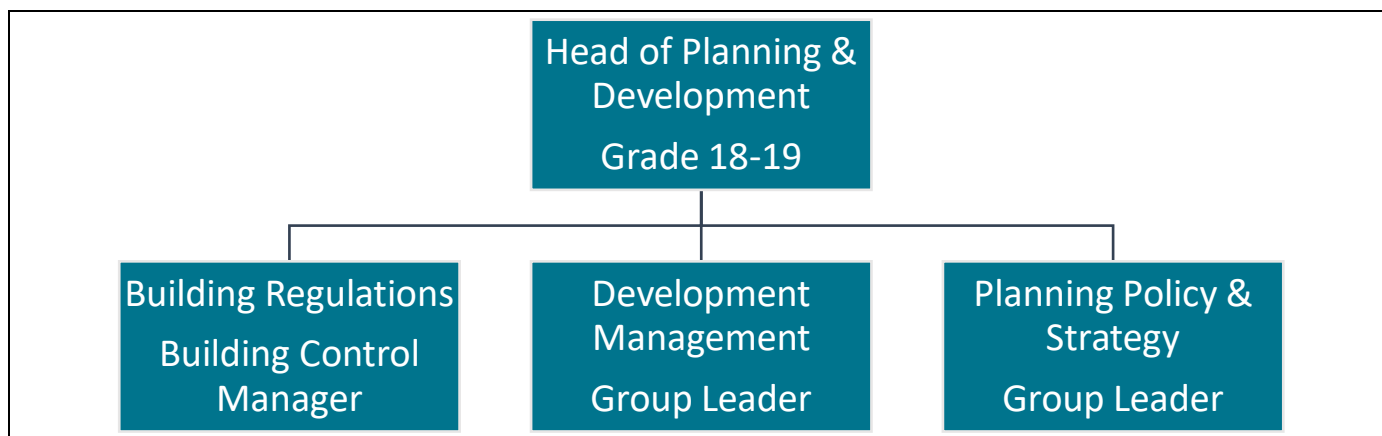 Head of Planning &
Development
Grade 18-19
Building Regulations
Building Control
Manager
Development
Management
Group Leader
Planning Policy &
Strategy
Group Leader